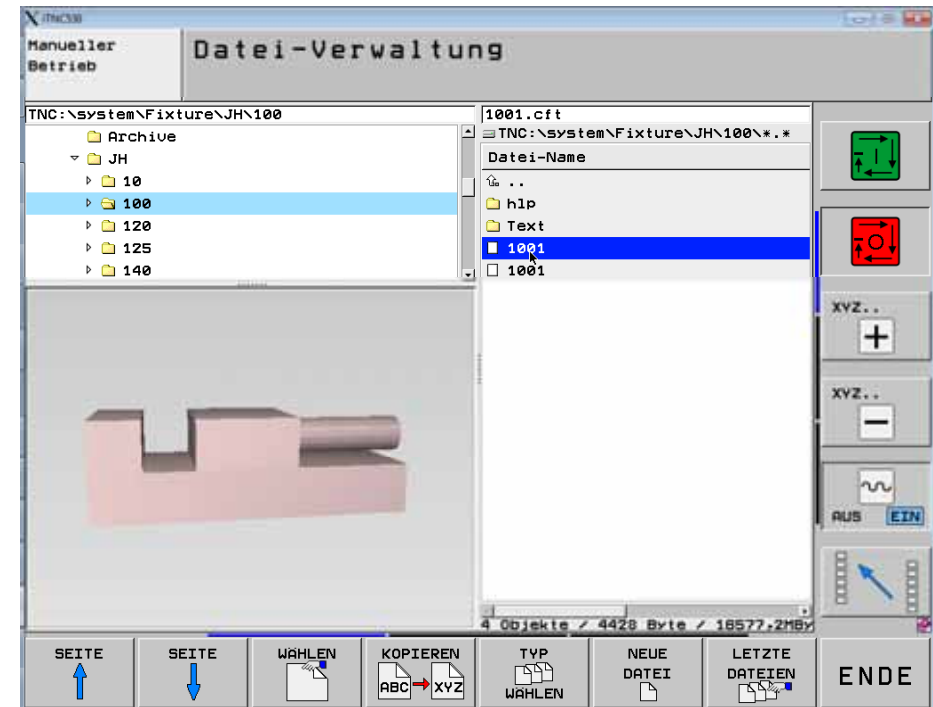 iTNC530
Manueller
Betrieb
Datei-Verwaltung
TNC:\system\Fixture\JH\100
Archive
JH
10
100
120
125
140
1001.cft
TNC:\system\Fixture\JH\100\*.*
Datei-Name
..
hlp
Text
1001
1001
4 Objekte / 4428 Byte / 16577,2MBy
XYZ..
+
XYZ..
−
AUS EIN
SEITE
SEITE
WÄHLEN
KOPIEREN
ABC XYZ
TYP
WÄHLEN
NEUE
DATEI
LETZTE
DATEIEN
ENDE